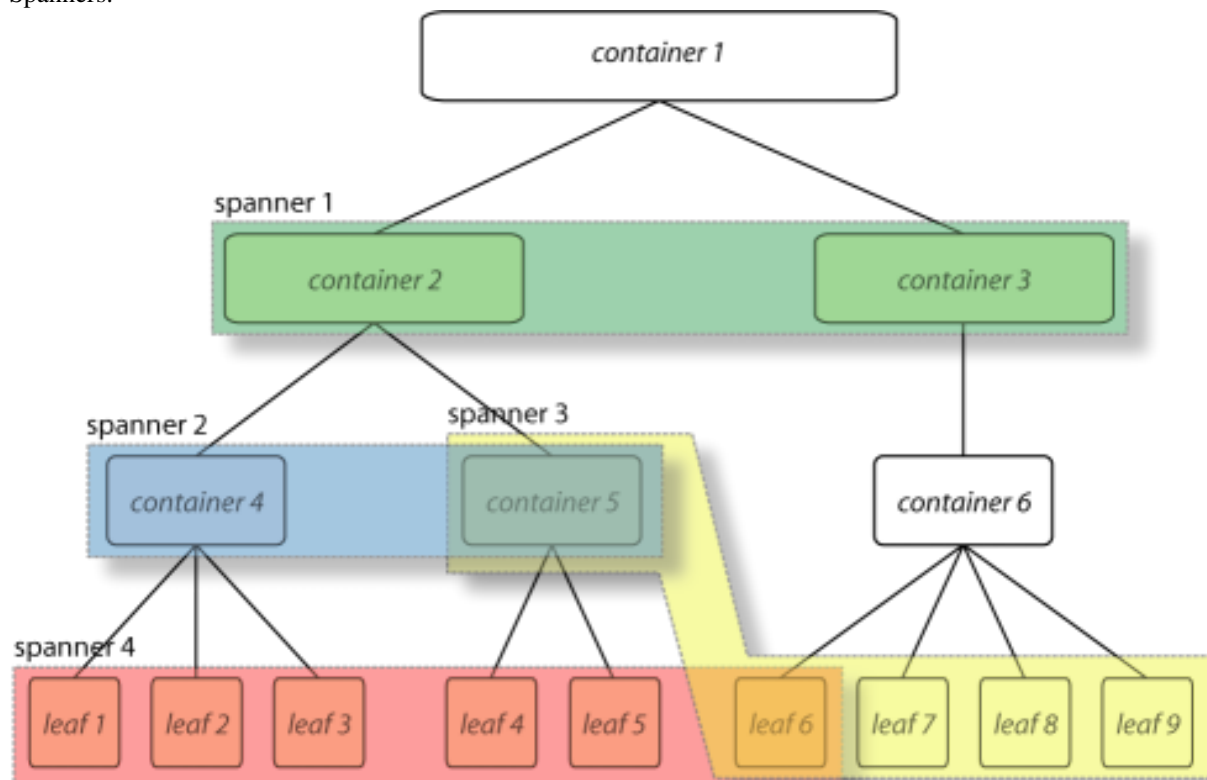 Spanners.
container 1
spanner 1
container 2
container 3
spanner 2
spanner 3
container 4
container 5
container 6
spanner 4
leaf 1
leaf 2
leaf 3
leaf 4
leaf 5
leaf 6
leaf 7
leaf 8
leaf 9